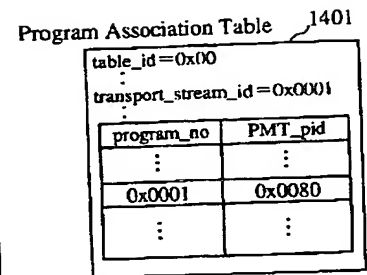 Program Association Table 1401
table_id=0x00
⋮
transport_stream_id=0x0001
⋮
program_no PMT_pid
⋮ ⋮
0x0001 0x0080
⋮ ⋮